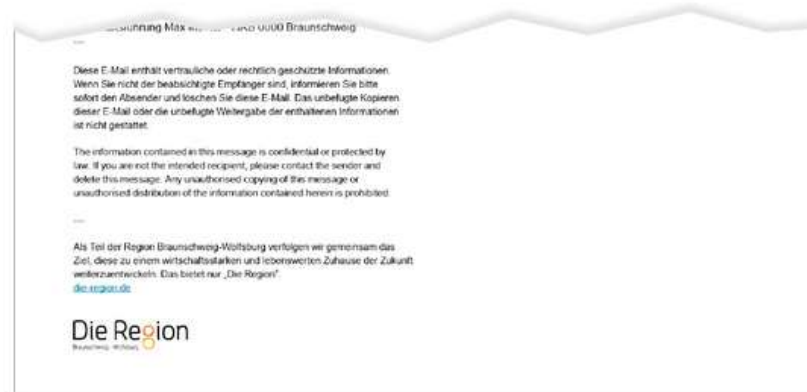 Max
0000 Braunschweig
---
Diese E-Mail enthält vertrauliche oder rechtlich geschützte Informationen.
Wenn Sie nicht der beabsichtigte Empfänger sind, informieren Sie bitte
sofort den Absender und löschen Sie diese E-Mail. Das unbefugte Kopieren
dieser E-Mail oder die unbefugte Weitergabe der enthaltenen Informationen
ist nicht gestattet.
The information contained in this message is confidential or protected by
law. If you are not the intended recipient, please contact the sender and
delete this message. Any unauthorised copying of this message or
unauthorised distribution of the information contained herein is prohibited.
---
Als Teil der Region Braunschweig-Wolfsburg verfolgen wir gemeinsam das
Ziel, diese zu einem wirtschaftsstarken und lebenswerten Zuhause der Zukunft
weiterzuentwickeln. Das bietet nur „Die Region“.
die-region.de
Die Region
Braunschweig-Wolfsburg